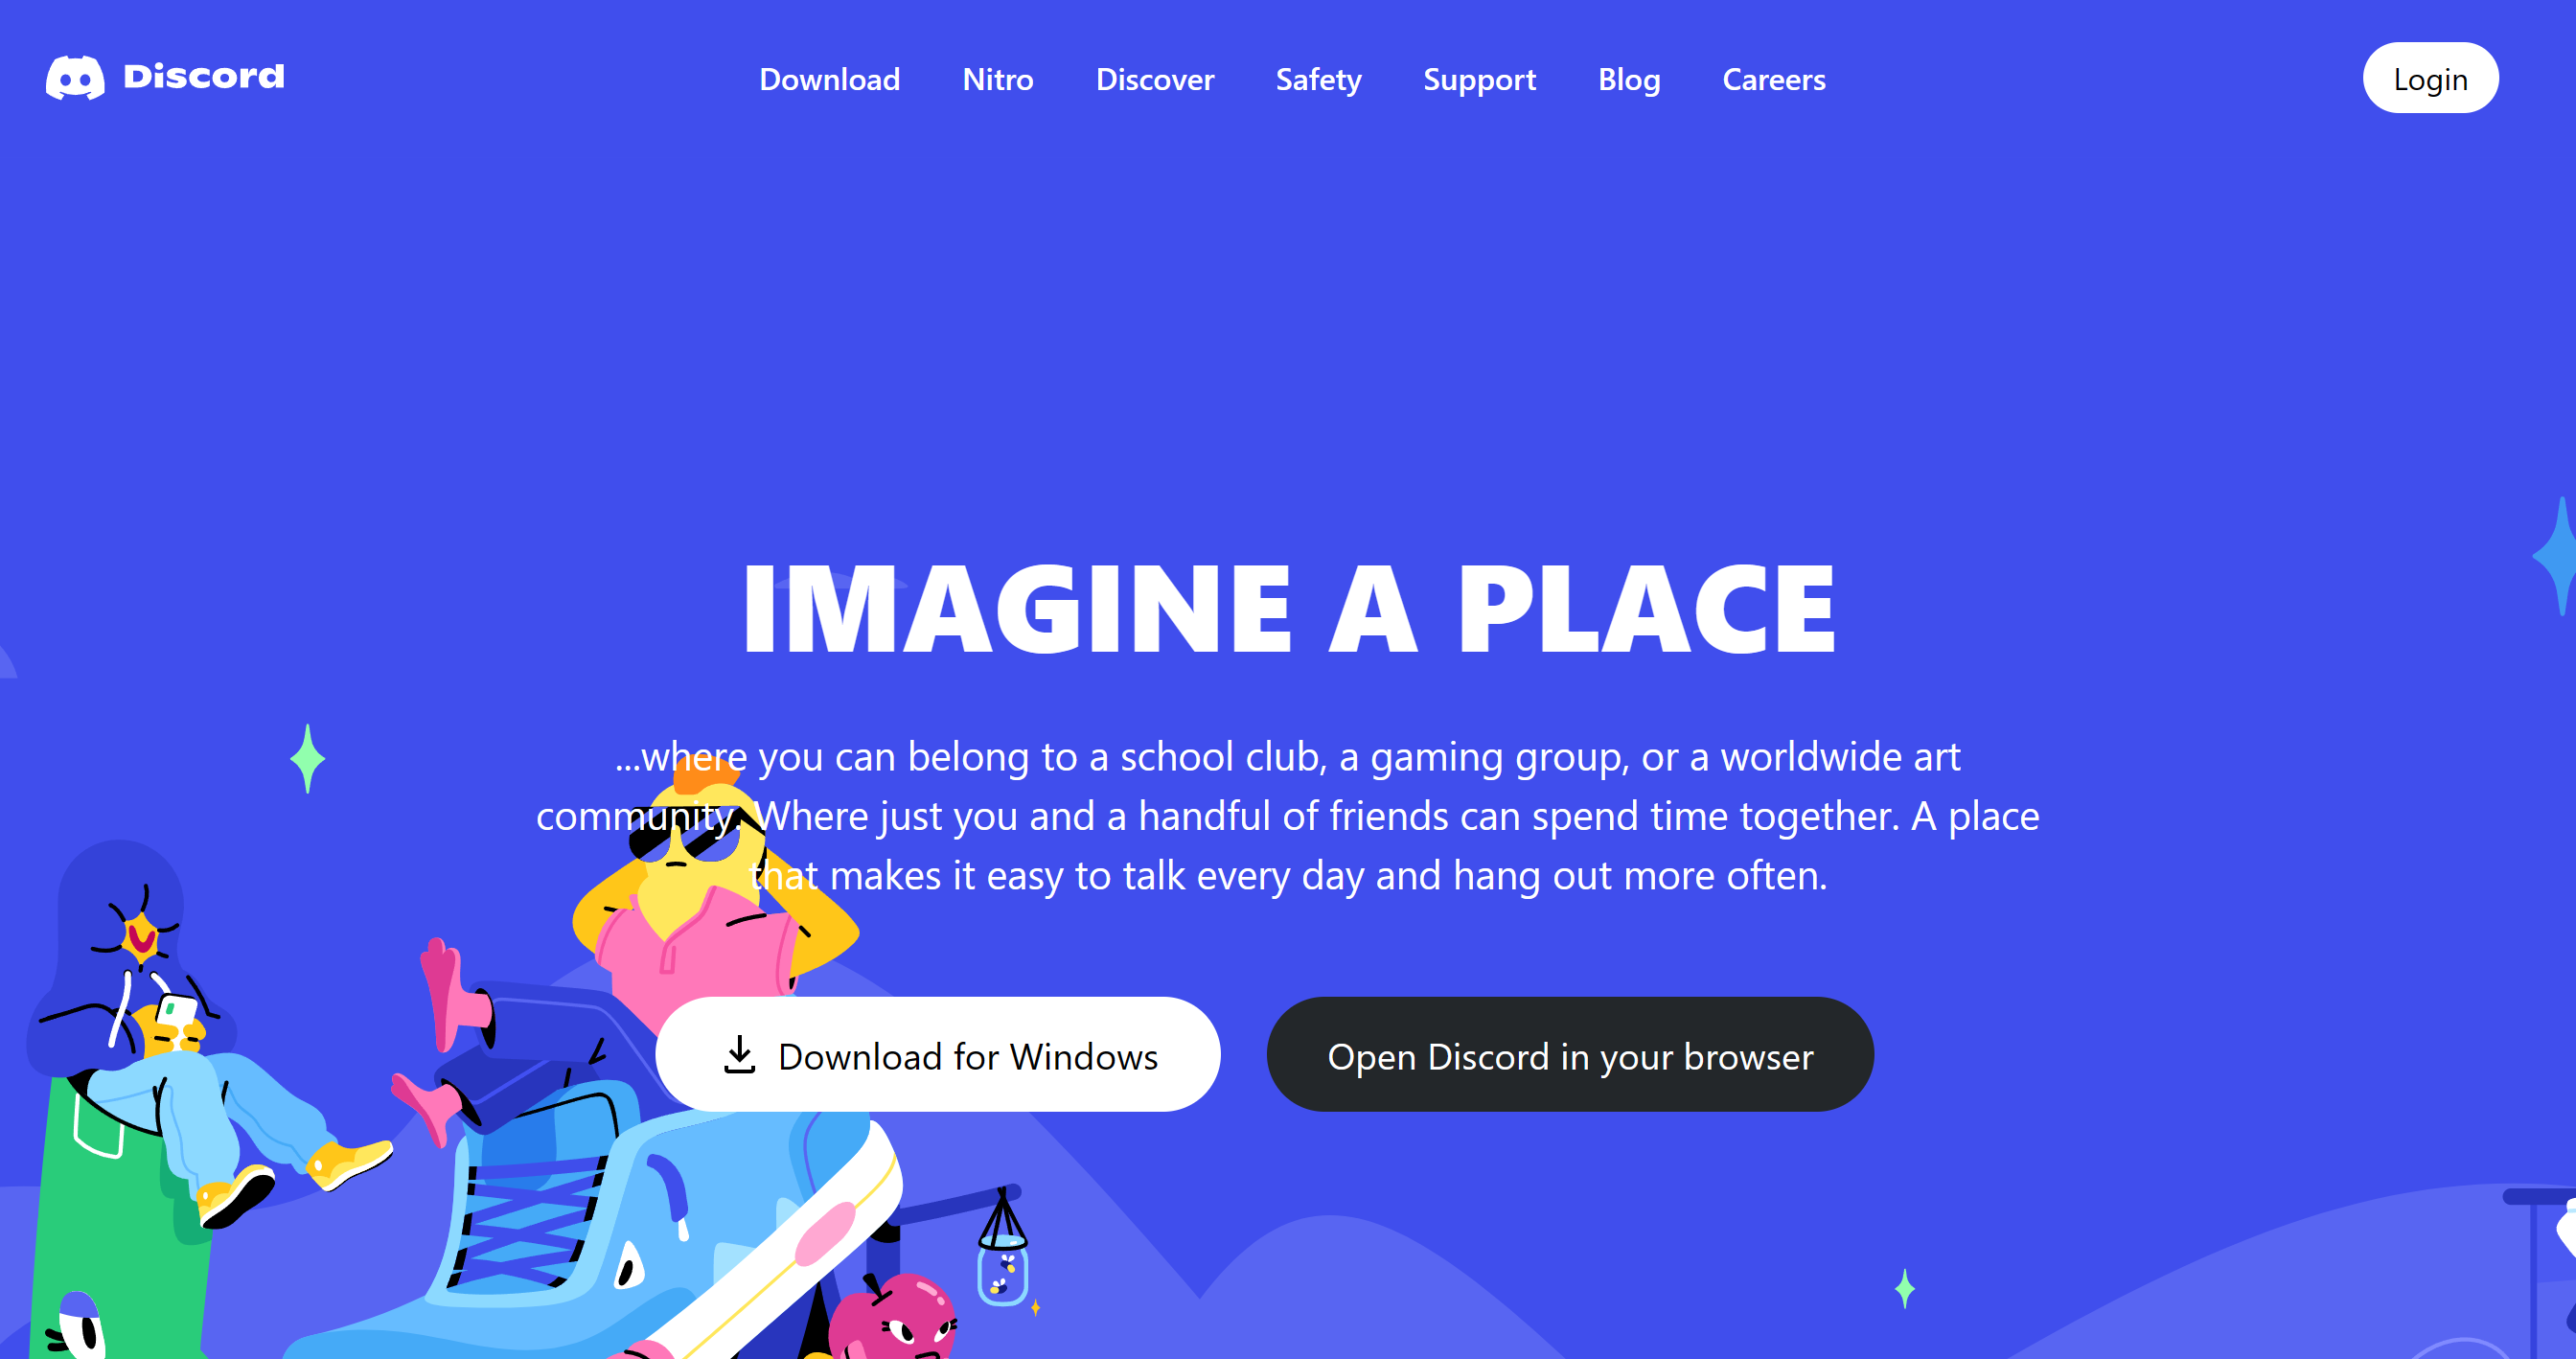 Discord
Download Nitro Discover Safety Support Blog Careers
Login
IMAGINE A PLACE
...where you can belong to a school club, a gaming group, or a worldwide art
community. Where just you and a handful of friends can spend time together. A place
that makes it easy to talk every day and hang out more often.
Download for Windows
Open Discord in your browser